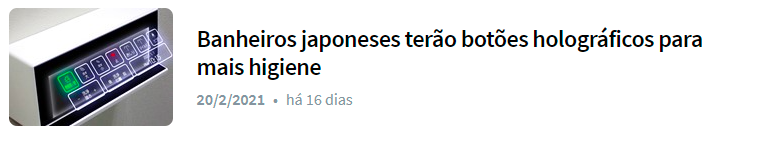 Banheiros japoneses terão botões holográficos para
mais higiene
20/2/2021 • há 16 dias